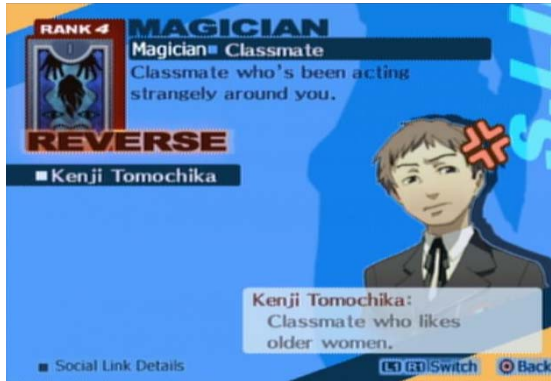 RANK 4
MAGICIAN
Magician Classmate
Classmate who's been acting
strangely around you.
REVERSE
Kenji Tomochika
Kenji Tomochika:
Classmate who likes
older women.
Social Link Details
L1 R1 Switch Back